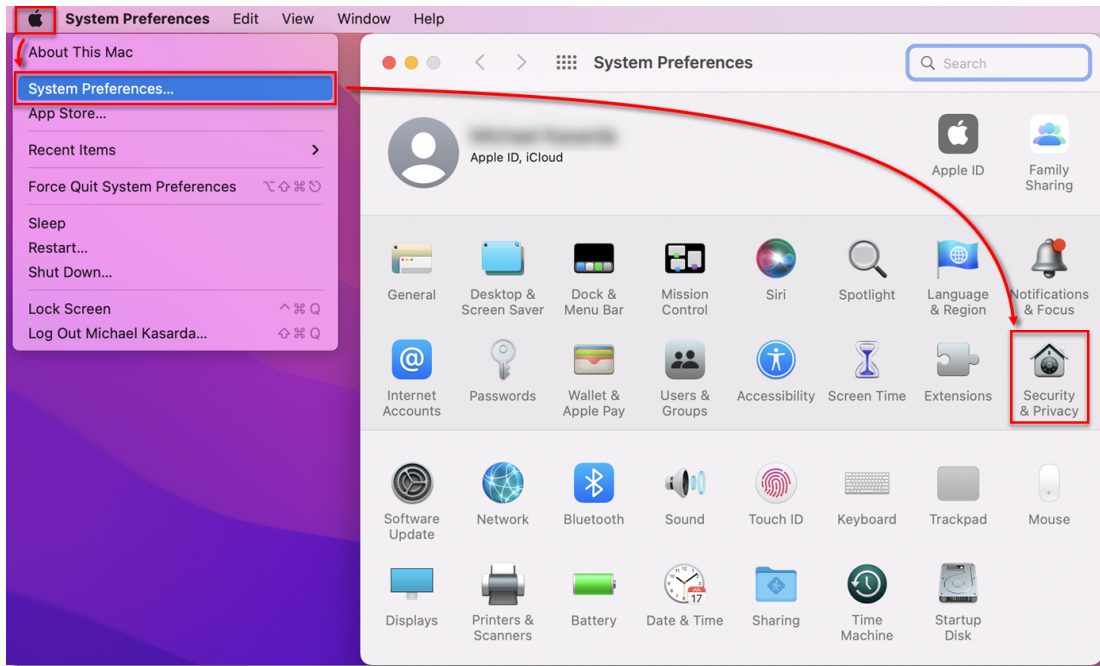 System Preferences Edit View Window Help
About This Mac
System Preferences...
App Store...
Recent Items
Force Quit System Preferences ⌥⇧⌘⎋
Sleep
Restart...
Shut Down...
Lock Screen ^⌘Q
Log Out Michael Kasarda... ⇧⌘Q
System Preferences
Search
Apple ID, iCloud
Apple ID
Family
Sharing
General
Desktop &
Screen Saver
Dock &
Menu Bar
Mission
Control
Siri
Spotlight
Language
& Region
Notifications
& Focus
@
Internet
Accounts
Passwords
Wallet &
Apple Pay
Users &
Groups
Accessibility
Screen Time
Extensions
Security
& Privacy
Software
Update
Network
Bluetooth
Sound
Touch ID
Keyboard
Trackpad
Mouse
Displays
Printers &
Scanners
Battery
17
Date & Time
Sharing
Time
Machine
Startup
Disk